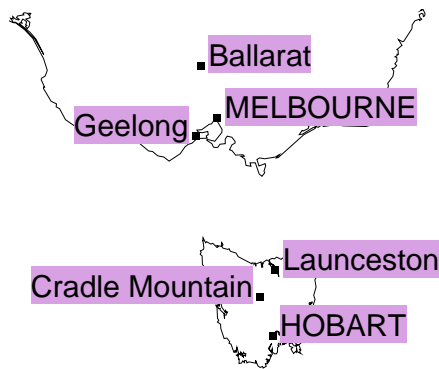 Ballarat
MELBOURNE
Geelong
Launceston
Cradle Mountain
HOBART